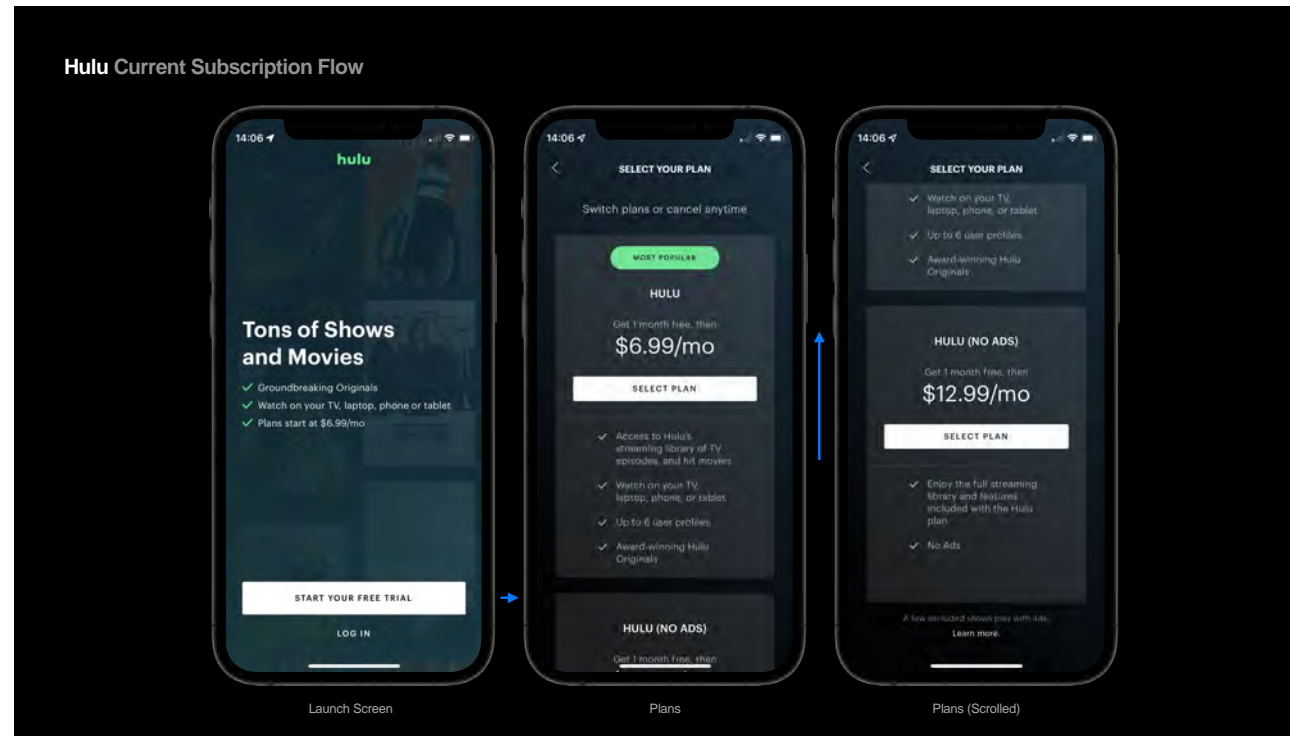 Hulu Current Subscription Flow
14:06
hulu
Tons of Shows
and Movies
Groundbreaking Originals
Watch on your TV, laptop, phone or tablet
Plans start at $6.99/mo
START YOUR FREE TRIAL
LOG IN
Launch Screen
14:06
SELECT YOUR PLAN
Switch plans or cancel anytime
MOST POPULAR
HULU
Get 1 month free, then
$6.99/mo
SELECT PLAN
Access to Hulu's
streaming library of TV
episodes, and hit movies
Watch on your TV,
laptop, phone, or tablet
Up to 6 user profiles
Award-winning Hulu
Originals
HULU (NO ADS)
Get 1 month free, then
Plans
14:06
SELECT YOUR PLAN
Watch on your TV,
laptop, phone, or tablet
Up to 6 user profiles
Award-winning Hulu
Originals
HULU (NO ADS)
Get 1 month free, then
$12.99/mo
SELECT PLAN
Enjoy the full streaming
library and features
included with the Hulu
plan
No Ads
A few excluded shows play with ads.
Learn more.
Plans (Scrolled)